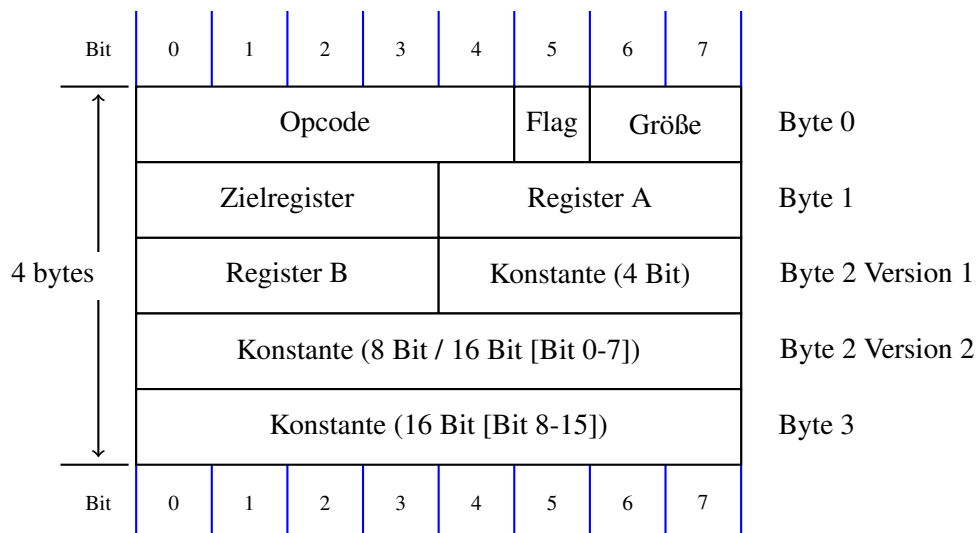 Bit 0 1 2 3 4 5 6 7
Opcode Flag Größe Byte 0
Zielregister Register A Byte 1
4 bytes Register B Konstante (4 Bit) Byte 2 Version 1
Konstante (8 Bit / 16 Bit [Bit 0-7]) Byte 2 Version 2
Konstante (16 Bit [Bit 8-15]) Byte 3
Bit 0 1 2 3 4 5 6 7